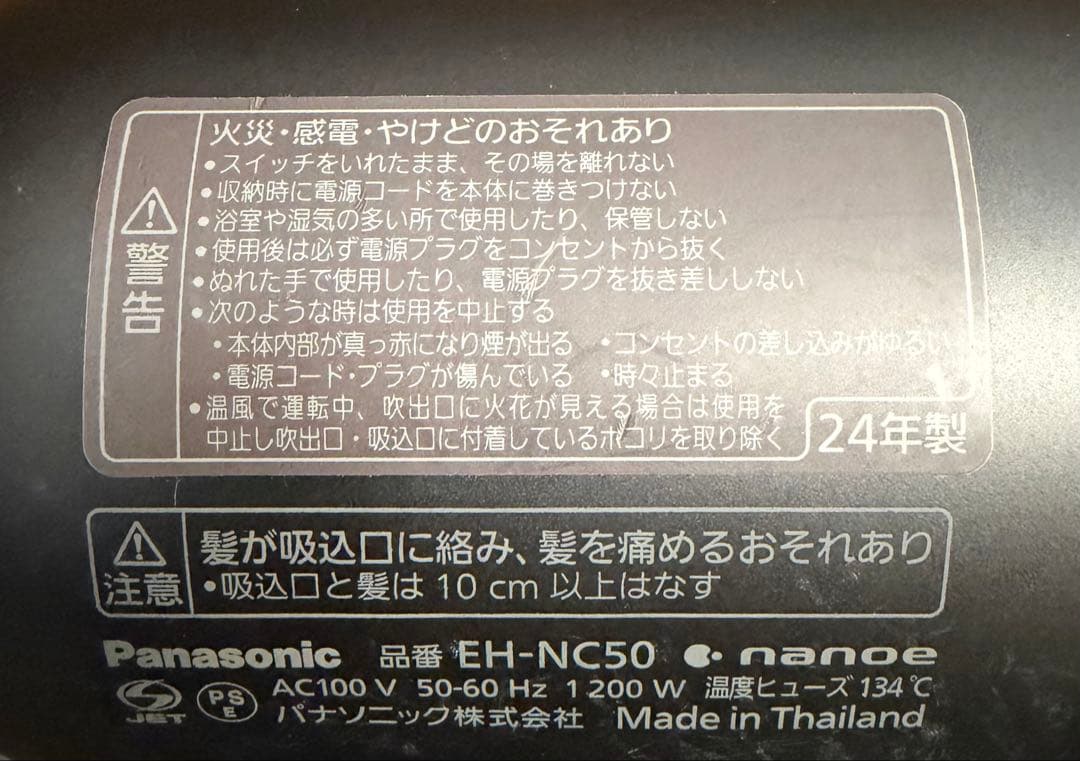 警告
火災・感電・やけどのおそれあり
•スイッチをいれたまま、その場を離れない
•収納時に電源コードを本体に巻きつけない
•浴室や湿気の多い所で使用したり、保管しない
•使用後は必ず電源プラグをコンセントから抜く
•ぬれた手で使用したり、電源プラグを抜き差ししない
•次のような時は使用を中止する
・本体内部が真っ赤になり煙が出る ・コンセントの差し込みがゆるい
・電源コード・プラグが傷んでいる ・時々止まる
•温風で運転中、吹出口に火花が見える場合は使用を
中止し吹出口・吸込口に付着しているホコリを取り除く
24年製
注意
髪が吸込口に絡み、髪を痛めるおそれあり
•吸込口と髪は 10 cm 以上はなす
Panasonic 品番 EH-NC50 nanoe
JET PSE AC100 V 50-60 Hz 1 200 W 温度ヒューズ 134℃
パナソニック株式会社 Made in Thailand